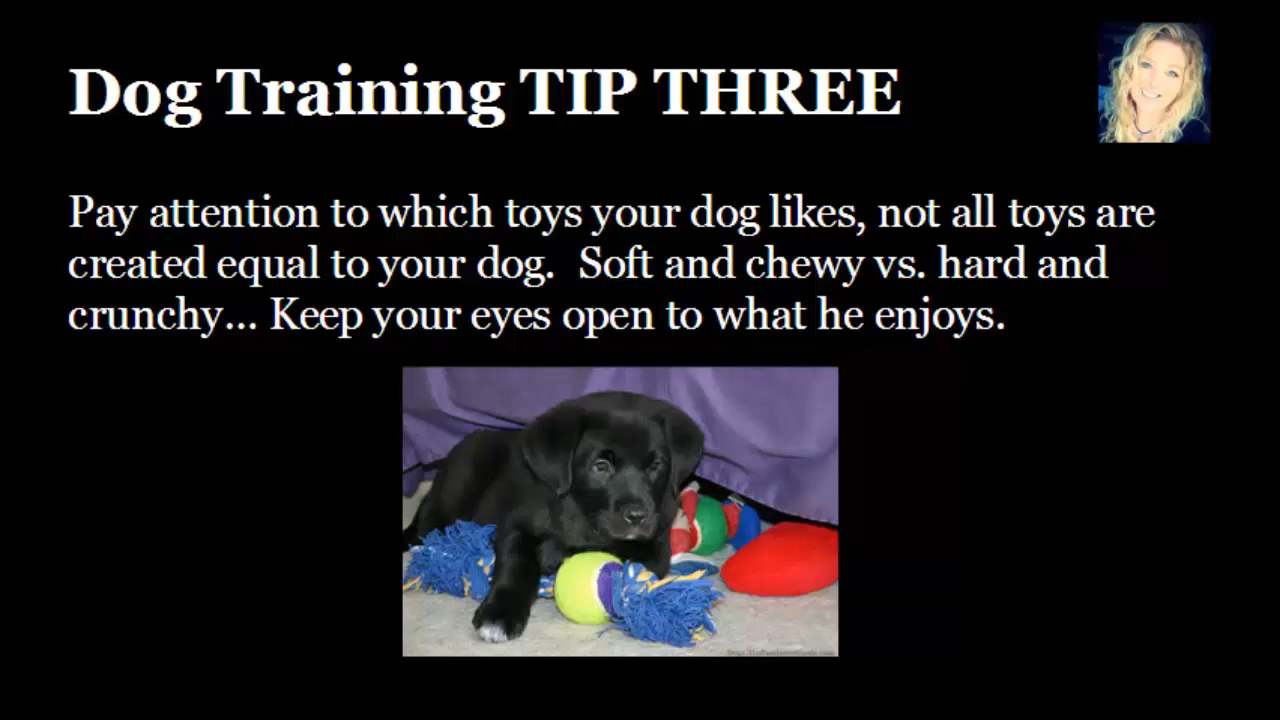 Dog Training TIP THREE
Pay attention to which toys your dog likes, not all toys are
created equal to your dog.  Soft and chewy vs. hard and
crunchy... Keep your eyes open to what he enjoys.